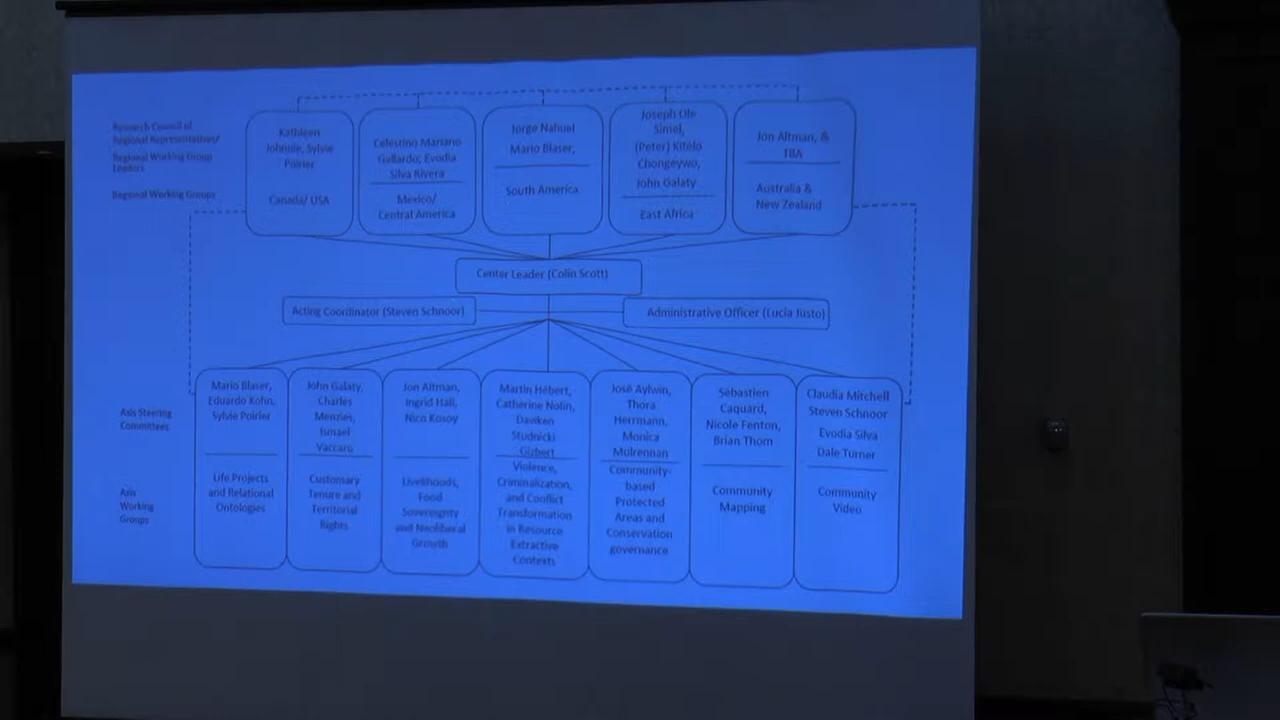 Research Council of
Regional Representatives/
Regional Working Group
Leaders
Regional Working Groups
Kathleen
Johnnie, Sylvie
Poirier
Canada/ USA
Celestino Mariano
Gallardo; Evodia
Silva Rivera
Mexico/
Central America
Jorge Nahuel
Mario Blaser,
South America
Joseph Ole
Simel,
(Peter) Kitelo
Chongeywo,
John Galaty
East Africa
Jon Altman, &
TBA
Australia &
New Zealand
Center Leader (Colin Scott)
Acting Coordinator (Steven Schnoor)
Administrative Officer (Lucia Justo)
Axis Steering
Committees
Axis
Working
Groups
Mario Blaser,
Eduardo Kohn,
Sylvie Poirier
Life Projects
and Relational
Ontologies
John Galaty,
Charles
Menzies,
Ismael
Vaccaro
Customary
Tenure and
Territorial
Rights
Jon Altman,
Ingrid Hall,
Nico Kosoy
Livelihoods,
Food
Sovereignty
and Neoliberal
Growth
Martin Hébert,
Catherine Nolin,
Daviken
Studnicki
Gizbert
Violence,
Criminalization,
and Conflict
Transformation
in Resource
Extractive
Contexts
José Aylwin,
Thora
Herrmann,
Monica
Mulrennan
Community-
based
Protected
Areas and
Conservation
governance
Sébastien
Caquard,
Nicole Fenton,
Brian Thom
Community
Mapping
Claudia Mitchell
Steven Schnoor
Evodia Silva
Dale Turner
Community
Video